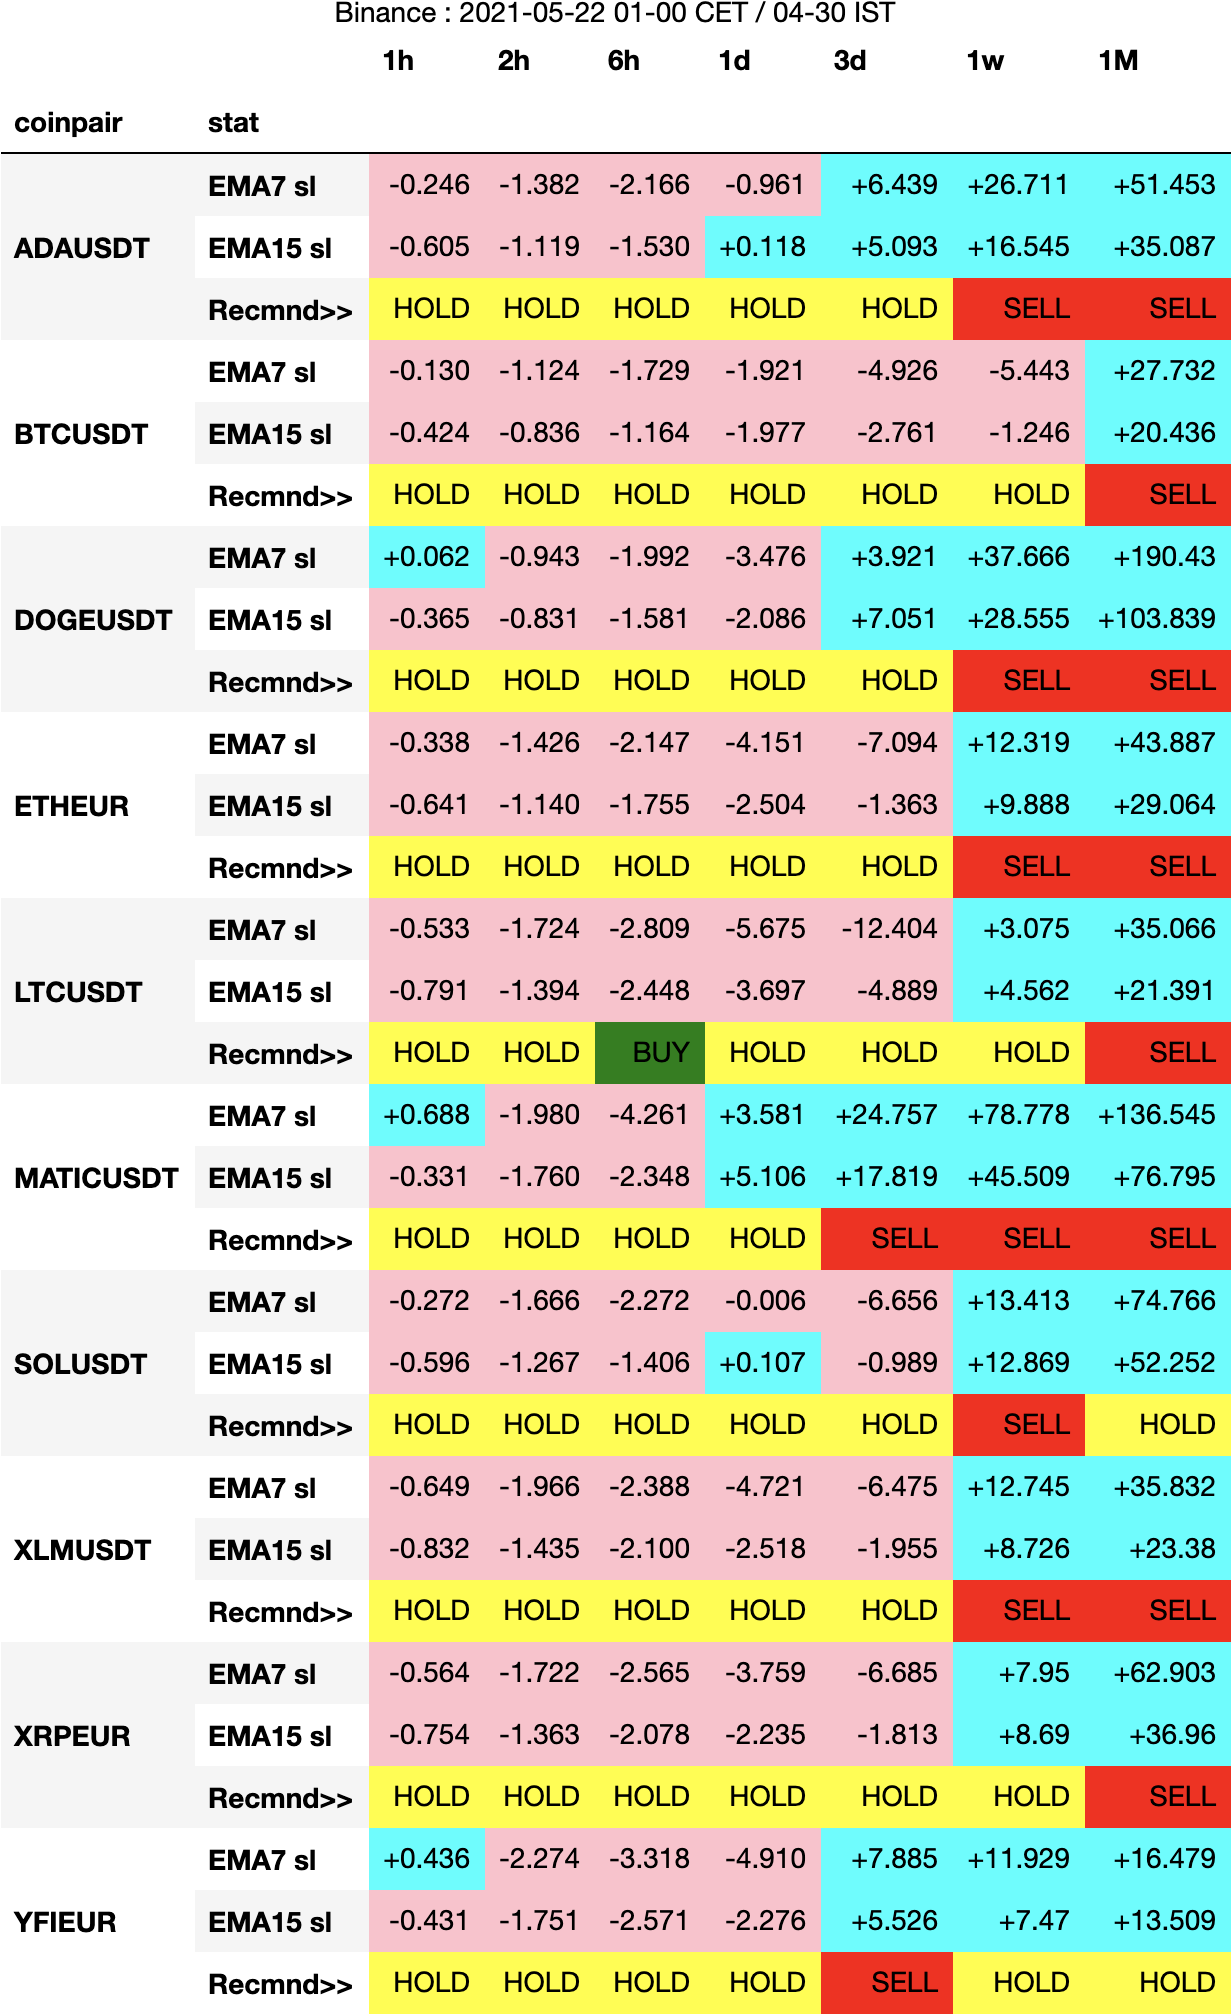 Binance : 2021-05-22 01-00 CET / 04-30 IST
1h 2h 6h 1d 3d 1w 1M
coinpair stat
EMA7 sl -0.246 -1.382 -2.166 -0.961 +6.439 +26.711 +51.453
ADAUSDT EMA15 sl -0.605 -1.119 -1.530 +0.118 +5.093 +16.545 +35.087
Recmnd>> HOLD HOLD HOLD HOLD HOLD SELL SELL
EMA7 sl -0.130 -1.124 -1.729 -1.921 -4.926 -5.443 +27.732
BTCUSDT EMA15 sl -0.424 -0.836 -1.164 -1.977 -2.761 -1.246 +20.436
Recmnd>> HOLD HOLD HOLD HOLD HOLD HOLD SELL
EMA7 sl +0.062 -0.943 -1.992 -3.476 +3.921 +37.666 +190.43
DOGEUSDT EMA15 sl -0.365 -0.831 -1.581 -2.086 +7.051 +28.555 +103.839
Recmnd>> HOLD HOLD HOLD HOLD HOLD SELL SELL
EMA7 sl -0.338 -1.426 -2.147 -4.151 -7.094 +12.319 +43.887
ETHEUR EMA15 sl -0.641 -1.140 -1.755 -2.504 -1.363 +9.888 +29.064
Recmnd>> HOLD HOLD HOLD HOLD HOLD SELL SELL
EMA7 sl -0.533 -1.724 -2.809 -5.675 -12.404 +3.075 +35.066
LTCUSDT EMA15 sl -0.791 -1.394 -2.448 -3.697 -4.889 +4.562 +21.391
Recmnd>> HOLD HOLD BUY HOLD HOLD HOLD SELL
EMA7 sl +0.688 -1.980 -4.261 +3.581 +24.757 +78.778 +136.545
MATICUSDT EMA15 sl -0.331 -1.760 -2.348 +5.106 +17.819 +45.509 +76.795
Recmnd>> HOLD HOLD HOLD HOLD SELL SELL SELL
EMA7 sl -0.272 -1.666 -2.272 -0.006 -6.656 +13.413 +74.766
SOLUSDT EMA15 sl -0.596 -1.267 -1.406 +0.107 -0.989 +12.869 +52.252
Recmnd>> HOLD HOLD HOLD HOLD HOLD SELL HOLD
EMA7 sl -0.649 -1.966 -2.388 -4.721 -6.475 +12.745 +35.832
XLMUSDT EMA15 sl -0.832 -1.435 -2.100 -2.518 -1.955 +8.726 +23.38
Recmnd>> HOLD HOLD HOLD HOLD HOLD SELL SELL
EMA7 sl -0.564 -1.722 -2.565 -3.759 -6.685 +7.95 +62.903
XRPEUR EMA15 sl -0.754 -1.363 -2.078 -2.235 -1.813 +8.69 +36.96
Recmnd>> HOLD HOLD HOLD HOLD HOLD HOLD SELL
EMA7 sl +0.436 -2.274 -3.318 -4.910 +7.885 +11.929 +16.479
YFIEUR EMA15 sl -0.431 -1.751 -2.571 -2.276 +5.526 +7.47 +13.509
Recmnd>> HOLD HOLD HOLD HOLD SELL HOLD HOLD